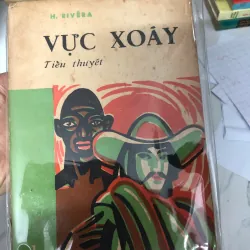 H. RIVÊRA
VỰC XOÁY
Tiểu thuyết